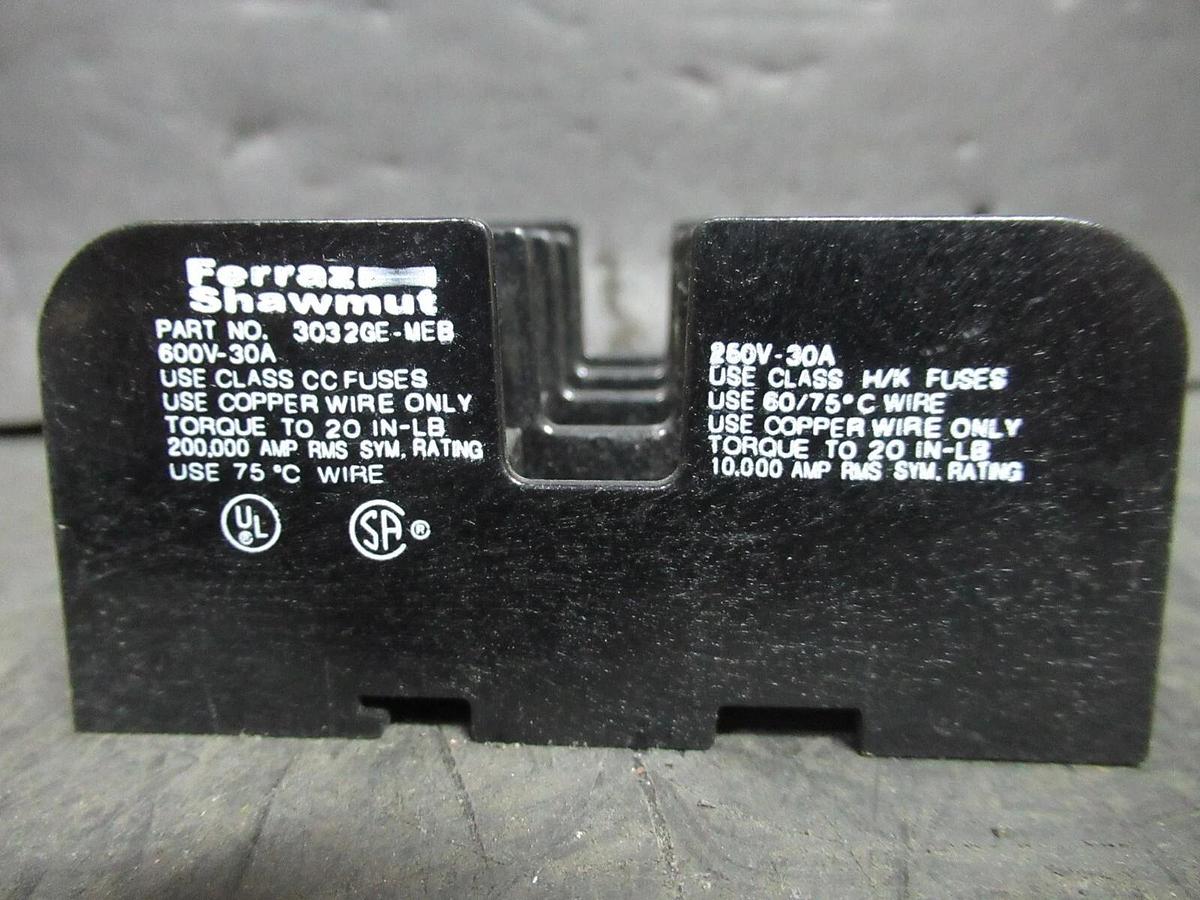 Ferraz
Shawmut
PART NO. 3032GE-MEB
600V-30A
USE CLASS CC FUSES
USE COPPER WIRE ONLY
TORQUE TO 20 IN-LB.
200,000 AMP RMS SYM. RATING
USE 75°C WIRE
UL
SA ®
250V-30A
USE CLASS H/K FUSES
USE 60/75°C WIRE
USE COPPER WIRE ONLY
TORQUE TO 20 IN-LB
10,000 AMP RMS SYM. RATING